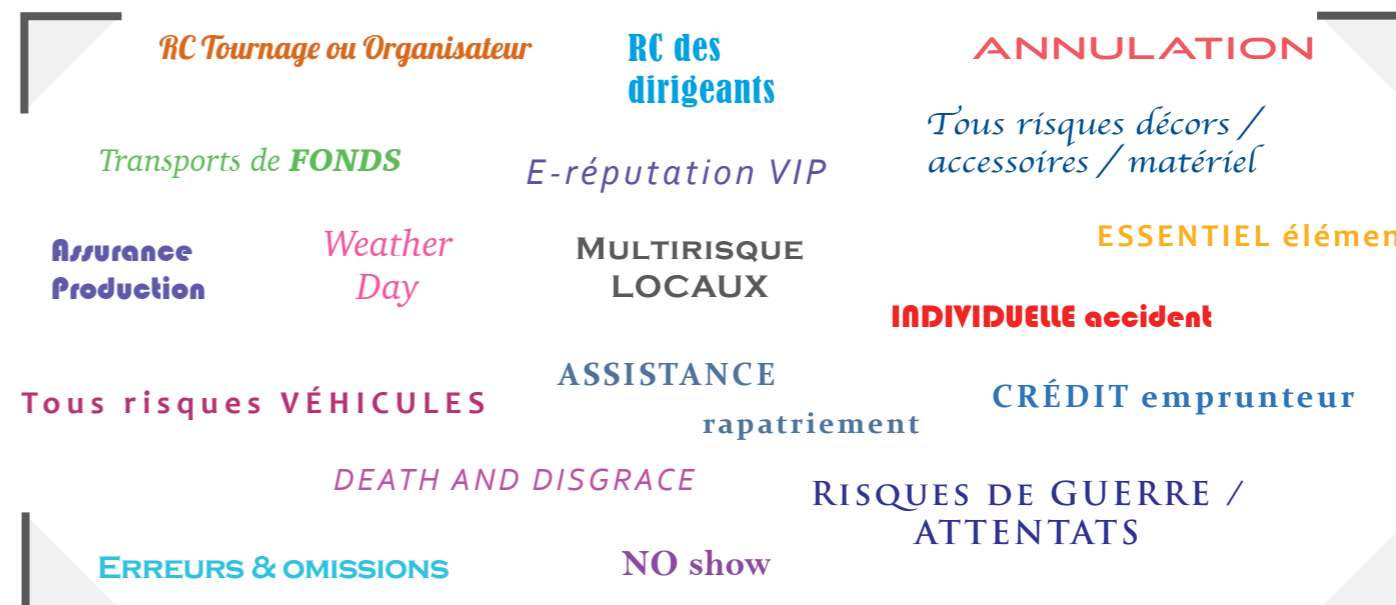 RC Tournage ou Organisateur
RC des
dirigeants
ANNULATION
Tous risques décors /
accessoires / matériel
Transports de FONDS
E-réputation VIP
Assurance
Production
Weather
Day
MULTIRISQUE
LOCAUX
ESSENTIEL
INDIVIDUELLE accident
ASSISTANCE
rapatriement
Tous risques VÉHICULES
CRÉDIT emprunteur
DEATH AND DISGRACE
RISQUES DE GUERRE /
ATTENTATS
ERREURS & OMISSIONS
NO show